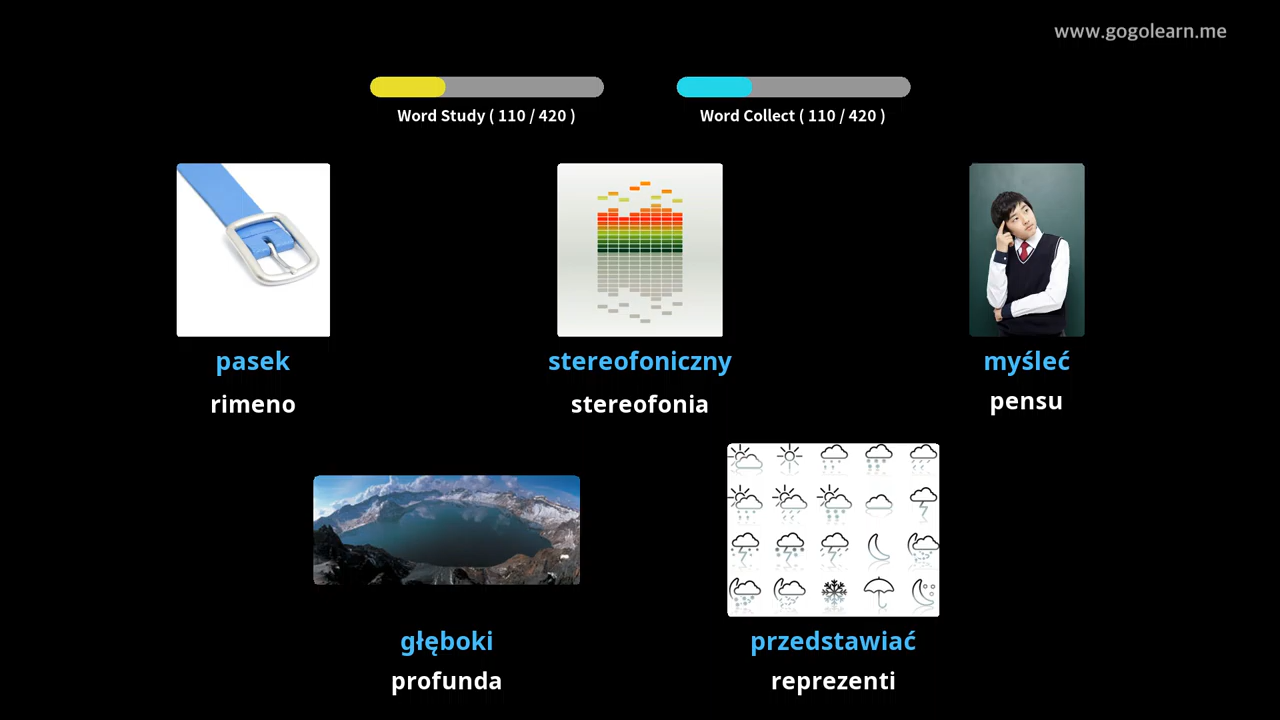 www.gogolearn.me
Word Study ( 110 / 420 )
Word Collect ( 110 / 420 )
pasek
rimeno
stereofoniczny
stereofonia
myśleć
pensu
głęboki
profunda
przedstawiać
reprezenti